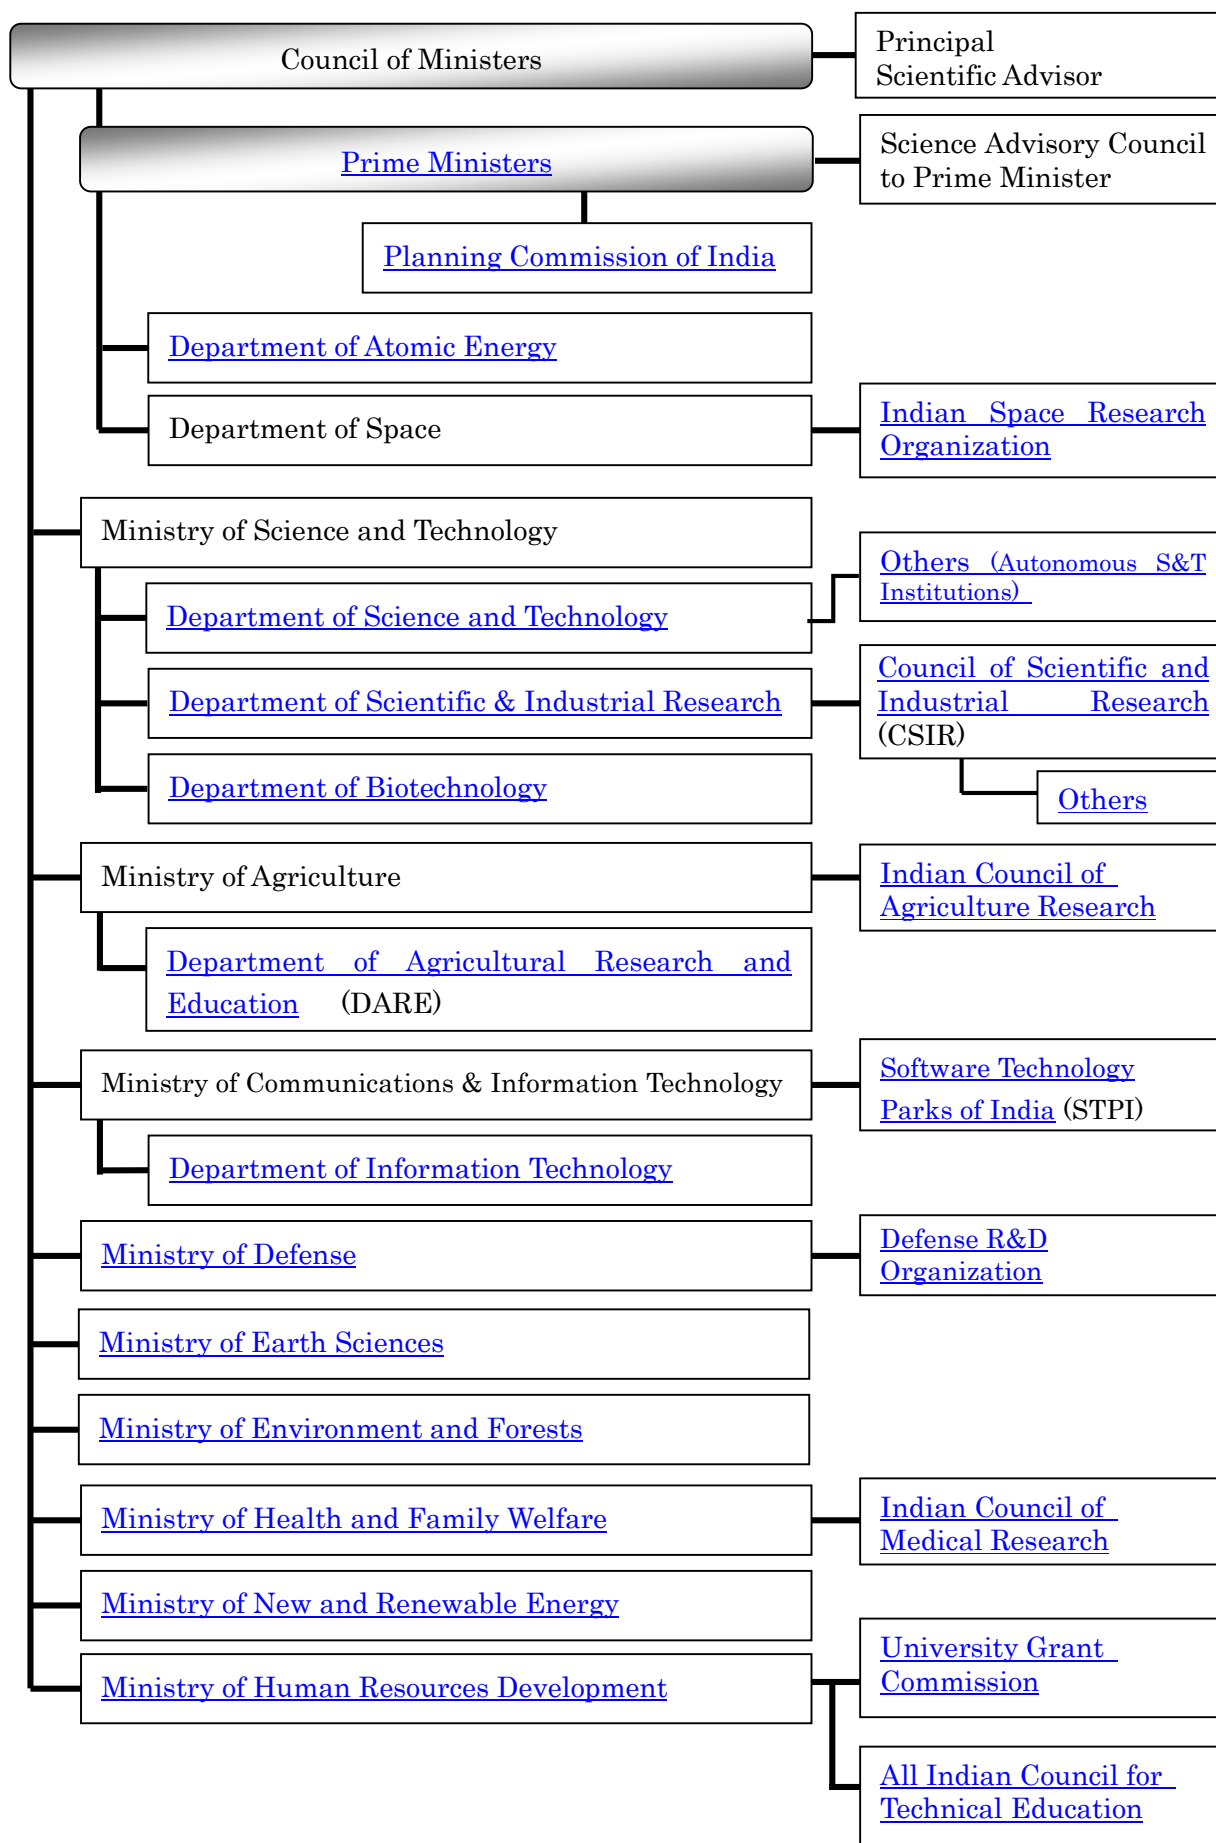 Council of Ministers
Principal
Scientific Advisor
Prime Ministers
Science Advisory Council
to Prime Minister
Planning Commission of India
Department of Atomic Energy
Department of Space
Indian Space Research
Organization
Ministry of Science and Technology
Others (Autonomous S&T
Institutions)
Department of Science and Technology
Department of Scientific & Industrial Research
Council of Scientific and
Industrial Research
(CSIR)
Department of Biotechnology
Others
Ministry of Agriculture
Indian Council of
Agriculture Research
Department of Agricultural Research and
Education (DARE)
Ministry of Communications & Information Technology
Software Technology
Parks of India (STPI)
Department of Information Technology
Ministry of Defense
Defense R&D
Organization
Ministry of Earth Sciences
Ministry of Environment and Forests
Ministry of Health and Family Welfare
Indian Council of
Medical Research
Ministry of New and Renewable Energy
Ministry of Human Resources Development
University Grant
Commission
All Indian Council for
Technical Education